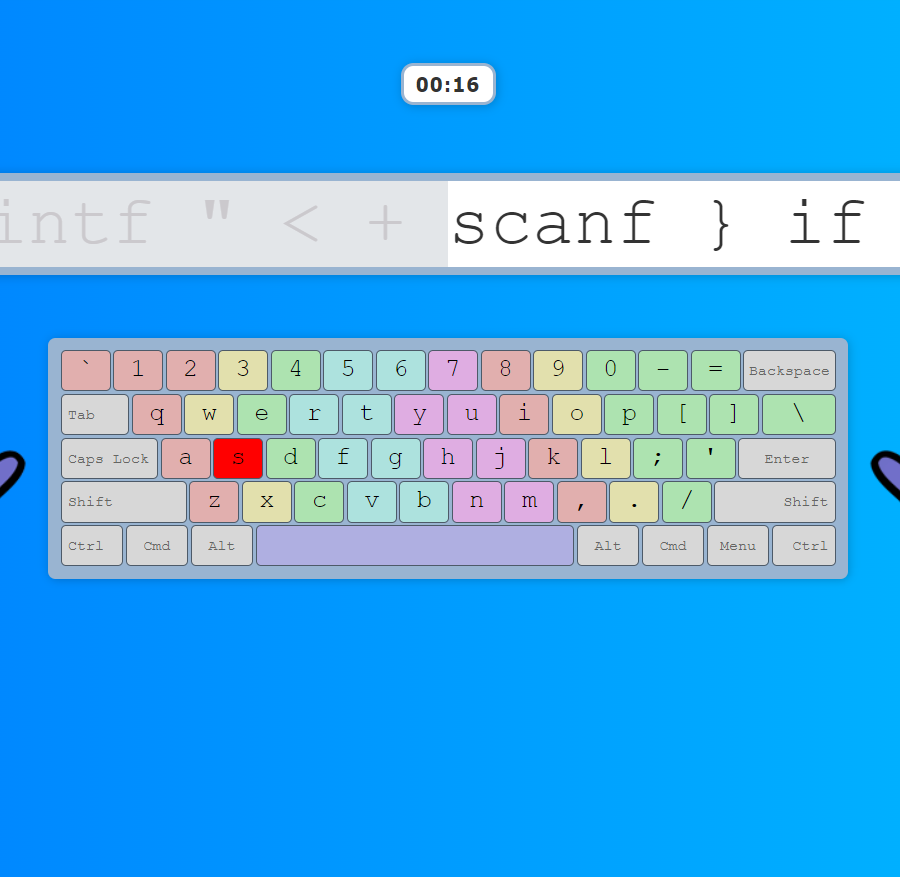 00:16
intf " < + scanf } if
` 1 2 3 4 5 6 7 8 9 0 - = Backspace
Tab q w e r t y u i o p [ ] \
Caps Lock a s d f g h j k l ; ' Enter
Shift z x c v b n m , . / Shift
Ctrl Cmd Alt Alt Cmd Menu Ctrl